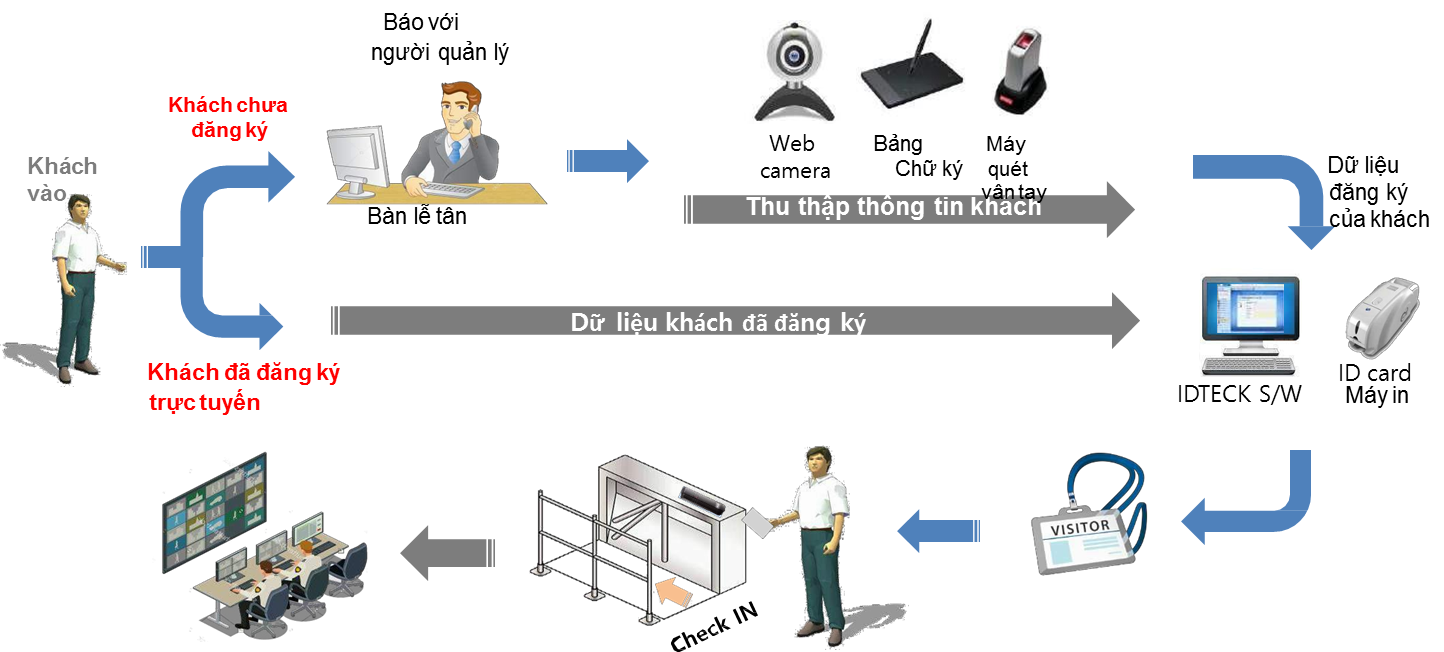 Báo với
người quản lý
Khách chưa
đăng ký
Khách
vào
Bàn lễ tân
Web
camera
Bảng
Chữ ký
Máy
quét
vân tay
Thu thập thông tin khách
Dữ liệu
đăng ký
của khách
Dữ liệu khách đã đăng ký
Khách đã đăng ký
trực tuyến
IDTECK S/W
ID card
Máy in
VISITOR
Check IN